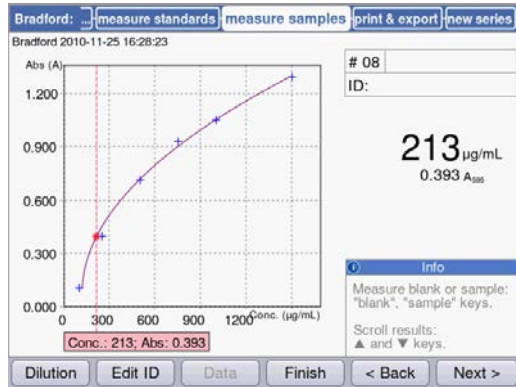 Bradford: ... measure standards measure samples print & export new series
Bradford 2010-11-25 16:28:23
Abs (A)
1.200
0.900
0.600
0.300
0.000
0 300 600 900 1200 Conc. (µg/mL)
Conc.: 213; Abs: 0.393
# 08
ID:
213 µg/mL
0.393 A595
Info
Measure blank or sample:
"blank", "sample" keys.
Scroll results:
▲ and ▼ keys.
Dilution Edit ID Data Finish < Back Next >